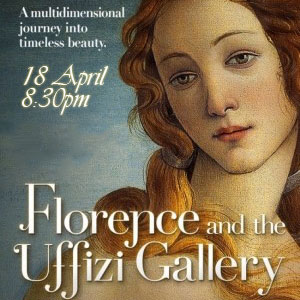 A multidimensional
journey into
timeless beauty.
18 April
8:30pm
Florence and the
Uffizi Gallery